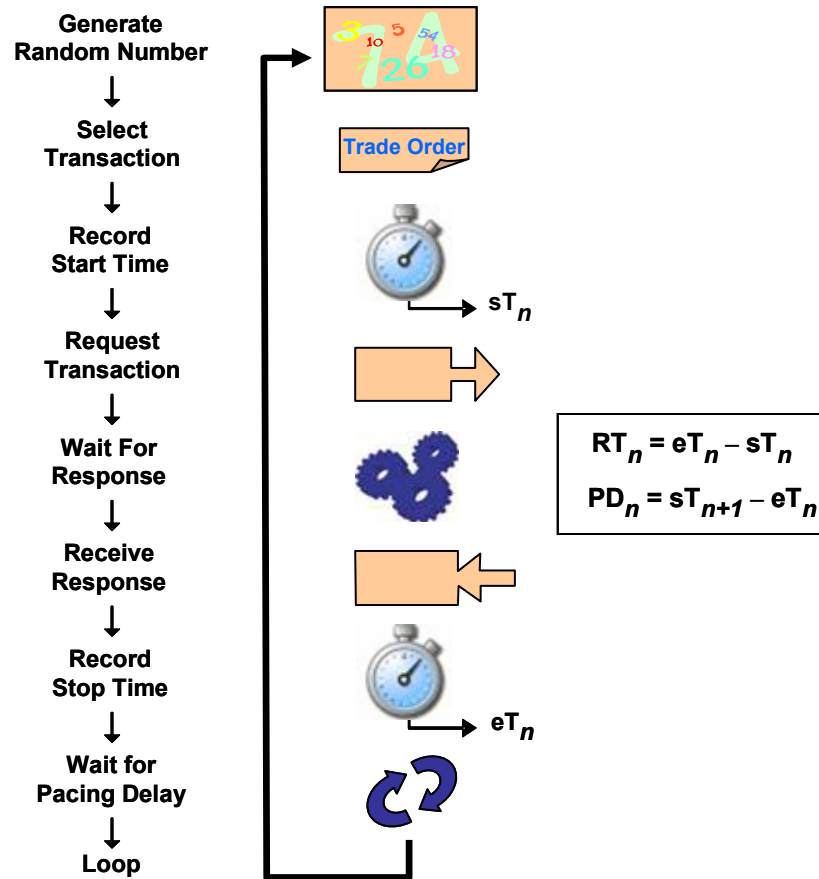 Generate
Random Number
Select
Transaction
Record
Start Time
Request
Transaction
Wait For
Response
Receive
Response
Record
Stop Time
Wait for
Pacing Delay
Loop
3
10
5
54
18
7
A
7
26
Trade Order
sTn
eTn
RTn = eTn – sTn
PDn = sTn+1 – eTn